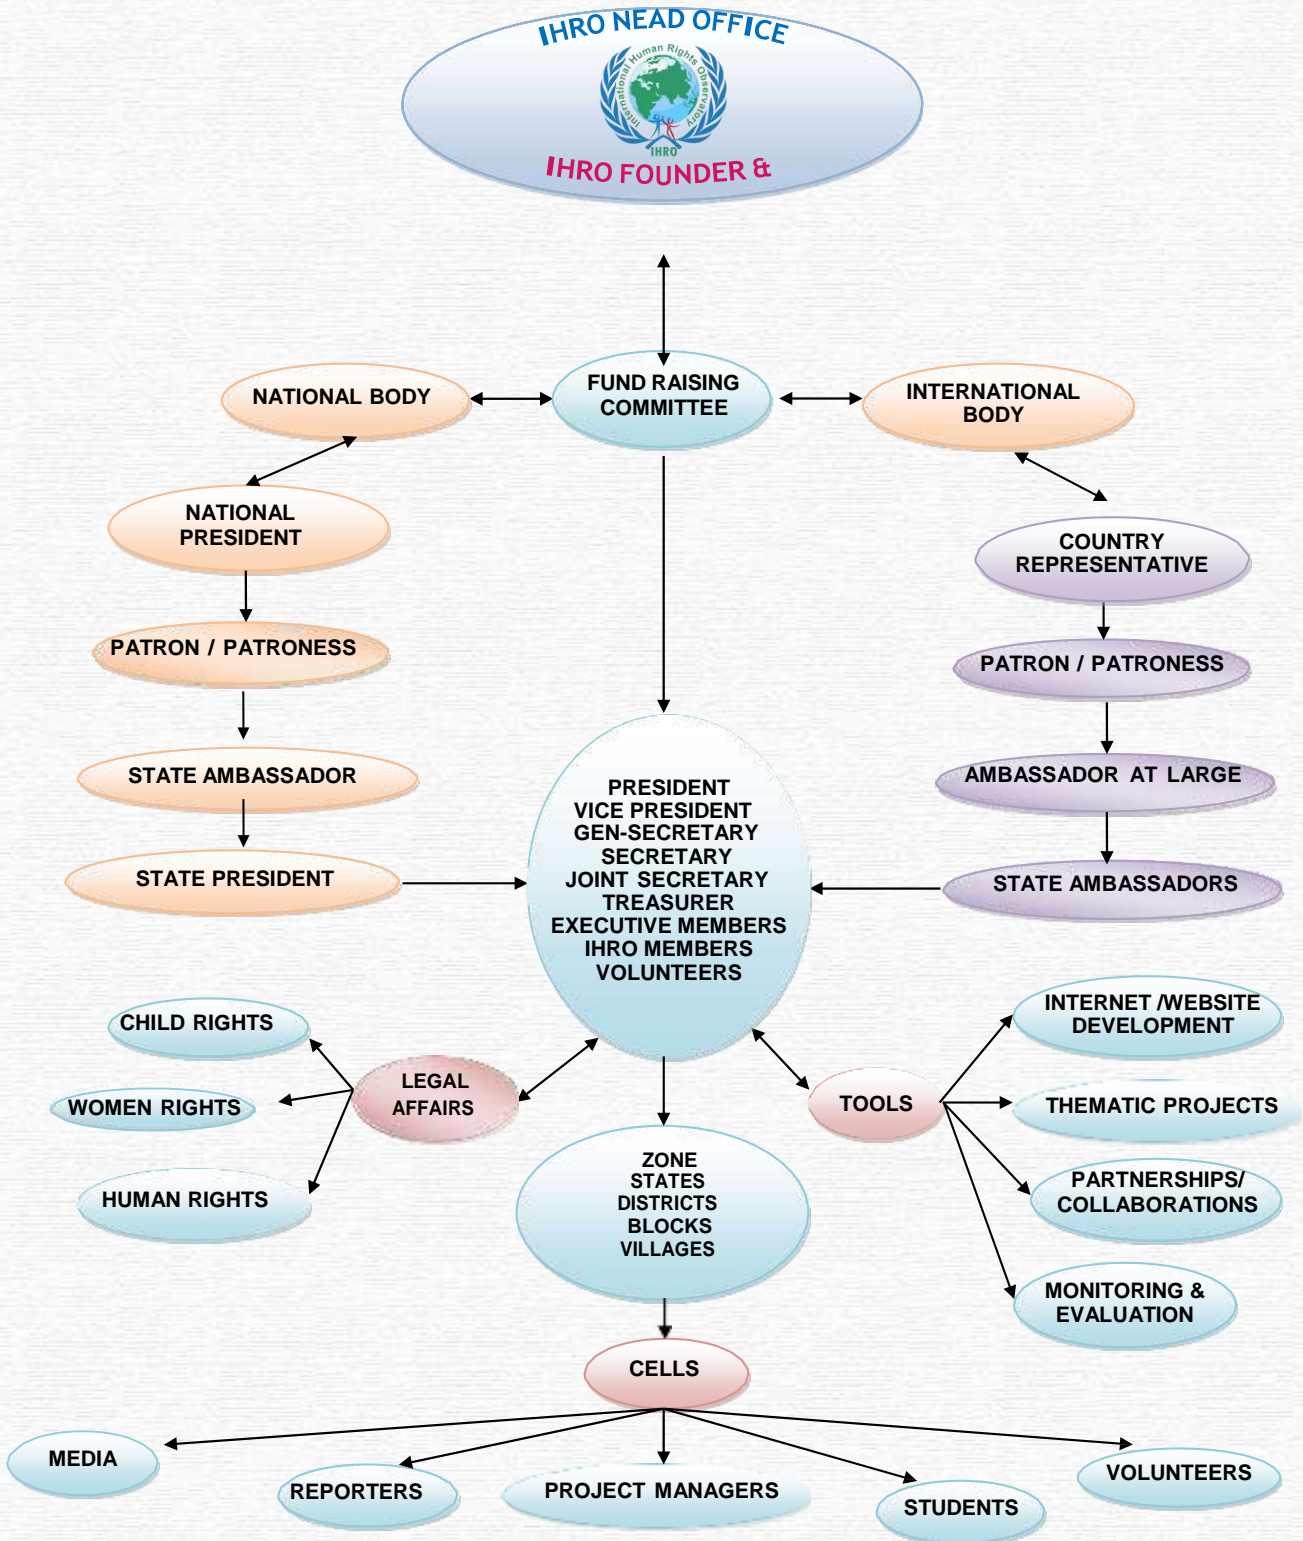 IHRO NEAD OFFICE
International Human Rights Observatory
IHRO
IHRO FOUNDER &
NATIONAL BODY
FUND RAISING
COMMITTEE
INTERNATIONAL
BODY
NATIONAL
PRESIDENT
COUNTRY
REPRESENTATIVE
PATRON / PATRONESS
PATRON / PATRONESS
STATE AMBASSADOR
AMBASSADOR AT LARGE
STATE PRESIDENT
STATE AMBASSADORS
PRESIDENT
VICE PRESIDENT
GEN-SECRETARY
SECRETARY
JOINT SECRETARY
TREASURER
EXECUTIVE MEMBERS
IHRO MEMBERS
VOLUNTEERS
CHILD RIGHTS
WOMEN RIGHTS
HUMAN RIGHTS
LEGAL
AFFAIRS
TOOLS
INTERNET /WEBSITE
DEVELOPMENT
THEMATIC PROJECTS
PARTNERSHIPS/
COLLABORATIONS
MONITORING &
EVALUATION
ZONE
STATES
DISTRICTS
BLOCKS
VILLAGES
CELLS
MEDIA
REPORTERS
PROJECT MANAGERS
STUDENTS
VOLUNTEERS